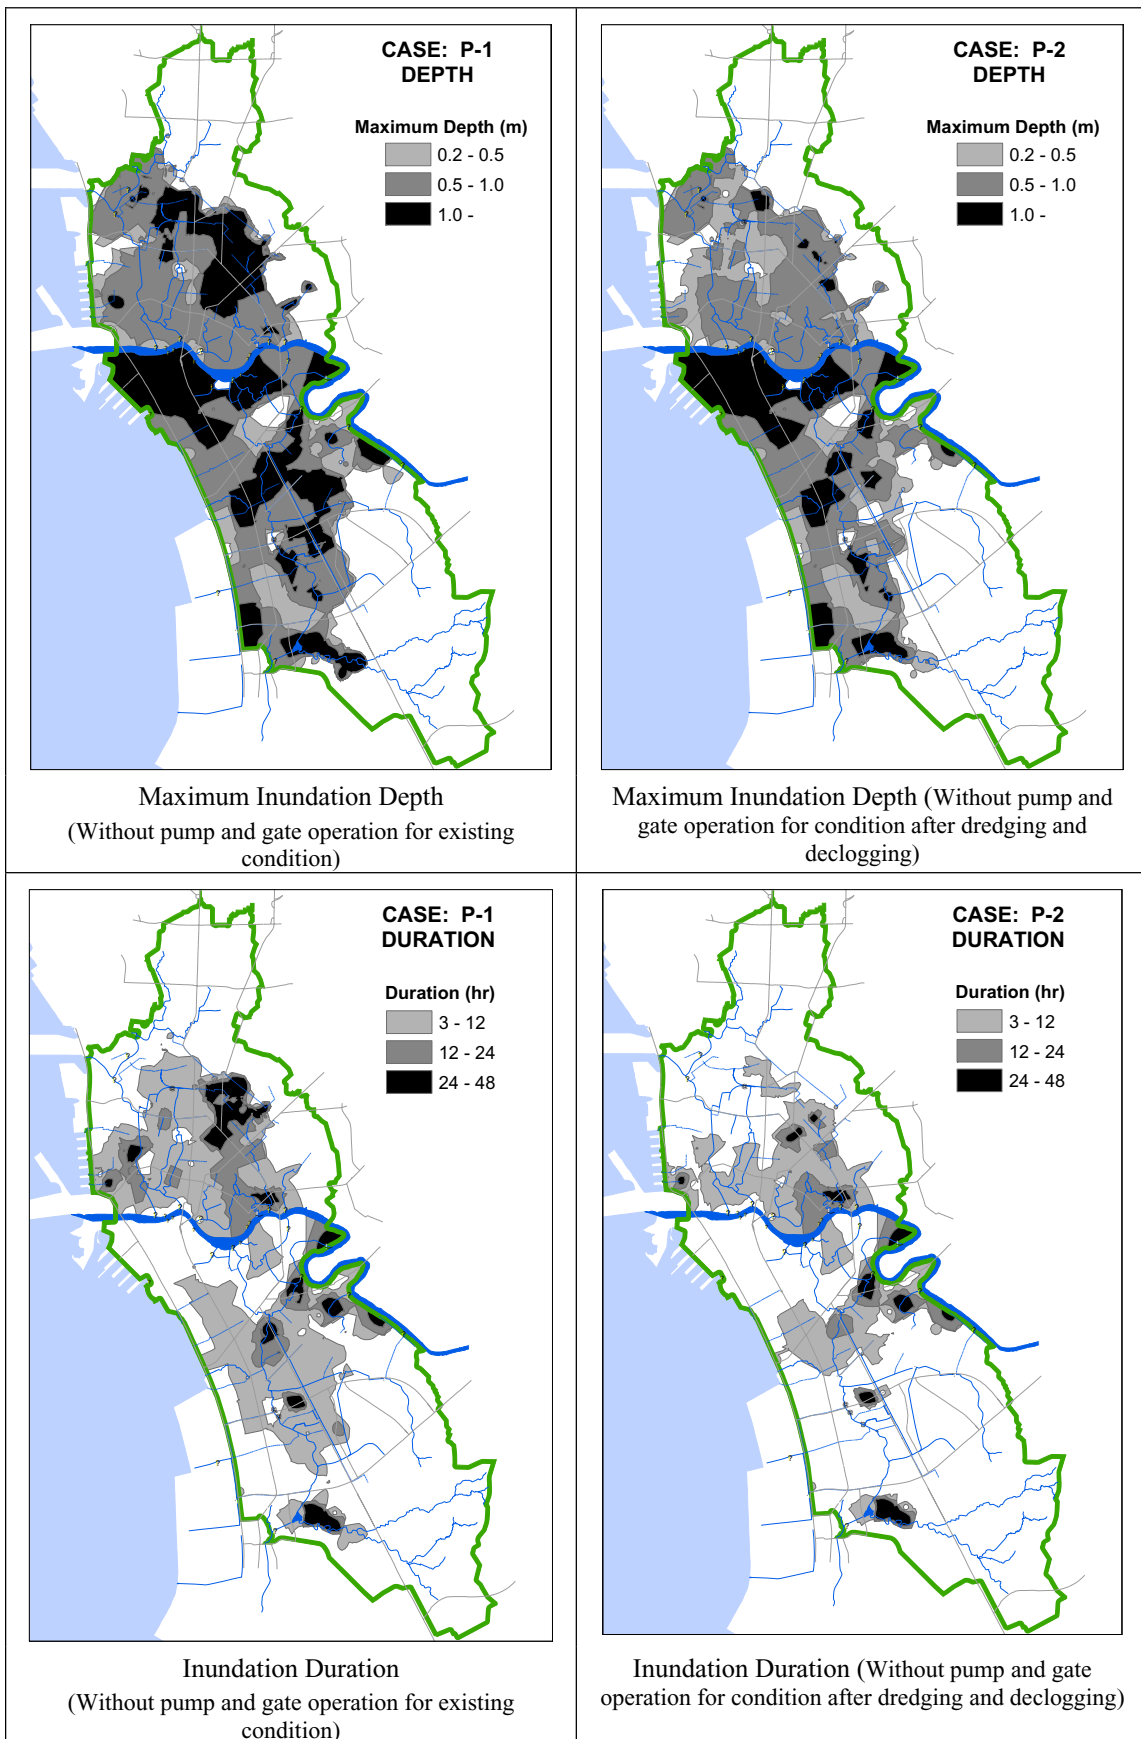 CASE: P-1
DEPTH
Maximum Depth (m)
0.2 - 0.5
0.5 - 1.0
1.0 -
Maximum Inundation Depth
(Without pump and gate operation for existing
condition)
CASE: P-2
DEPTH
Maximum Depth (m)
0.2 - 0.5
0.5 - 1.0
1.0 -
Maximum Inundation Depth (Without pump and
gate operation for condition after dredging and
declogging)
CASE: P-1
DURATION
Duration (hr)
3 - 12
12 - 24
24 - 48
Inundation Duration
(Without pump and gate operation for existing
condition)
CASE: P-2
DURATION
Duration (hr)
3 - 12
12 - 24
24 - 48
Inundation Duration (Without pump and gate
operation for condition after dredging and declogging)